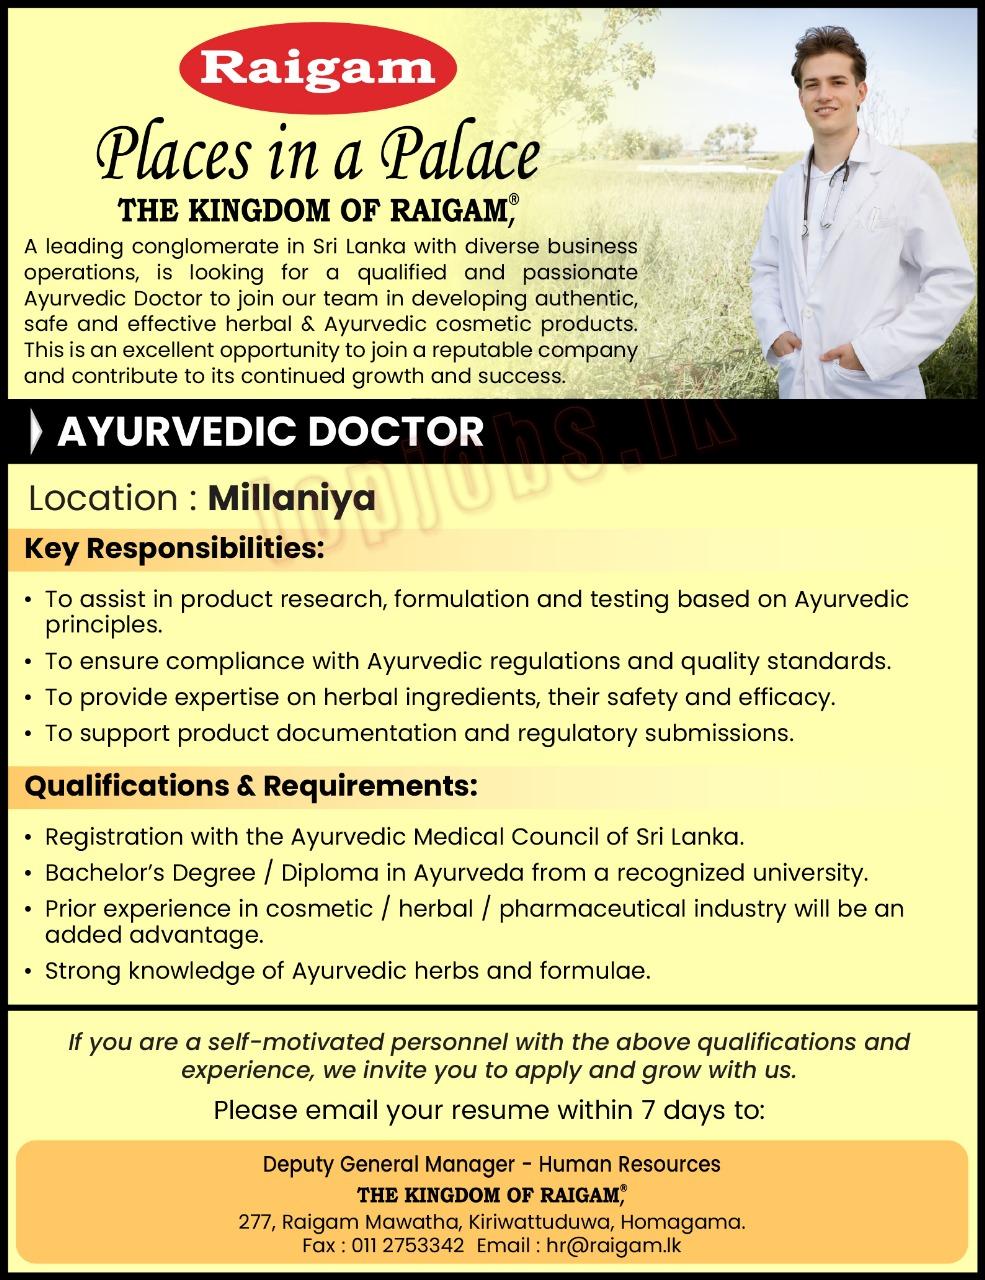 Raigam
Places in a Palace
THE KINGDOM OF RAIGAM,®
A leading conglomerate in Sri Lanka with diverse business
operations, is looking for a qualified and passionate
Ayurvedic Doctor to join our team in developing authentic,
safe and effective herbal & Ayurvedic cosmetic products.
This is an excellent opportunity to join a reputable company
and contribute to its continued growth and success.
AYURVEDIC DOCTOR
topjobs.lk
Location : Millaniya
Key Responsibilities:
• To assist in product research, formulation and testing based on Ayurvedic
principles.
• To ensure compliance with Ayurvedic regulations and quality standards.
• To provide expertise on herbal ingredients, their safety and efficacy.
• To support product documentation and regulatory submissions.
Qualifications & Requirements:
• Registration with the Ayurvedic Medical Council of Sri Lanka.
• Bachelor’s Degree / Diploma in Ayurveda from a recognized university.
• Prior experience in cosmetic / herbal / pharmaceutical industry will be an
added advantage.
• Strong knowledge of Ayurvedic herbs and formulae.
If you are a self-motivated personnel with the above qualifications and
experience, we invite you to apply and grow with us.
Please email your resume within 7 days to:
Deputy General Manager - Human Resources
THE KINGDOM OF RAIGAM,®
277, Raigam Mawatha, Kiriwattuduwa, Homagama.
Fax : 011 2753342 Email : hr@raigam.lk